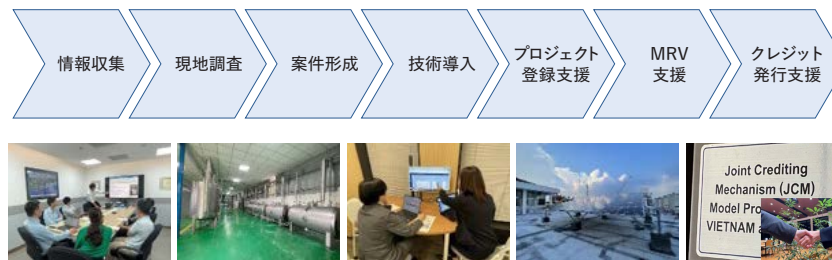 情報収集
現地調査
案件形成
技術導入
プロジェクト
登録支援
MRV
支援
クレジット
発行支援
Joint Crediting
Mechanism (JCM)
Model Pro
VIETNAM a